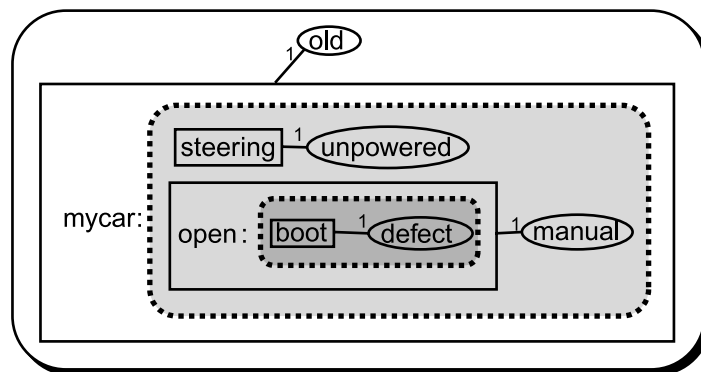 1 old
steering 1 unpowered
mycar: open: boot 1 defect 1 manual